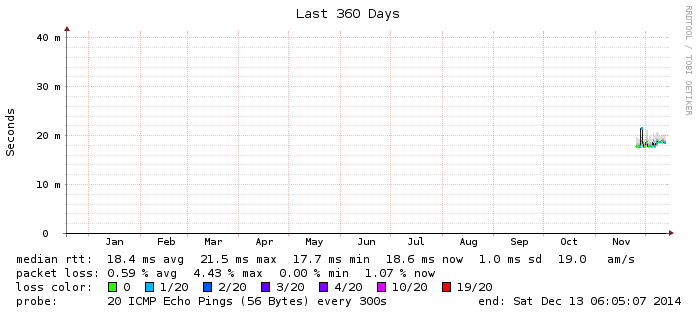 Last 360 Days
RRDTOOL / TOBI OETIKER
Seconds
40 m
30 m
20 m
10 m
0
Jan Feb Mar Apr May Jun Jul Aug Sep Oct Nov
median rtt: 18.4 ms avg 21.5 ms max 17.7 ms min 18.6 ms now 1.0 ms sd 19.0 am/s
packet loss: 0.59 % avg 4.43 % max 0.00 % min 1.07 % now
loss color: 0 1/20 2/20 3/20 4/20 10/20 19/20
probe: 20 ICMP Echo Pings (56 Bytes) every 300s end: Sat Dec 13 06:05:07 2014